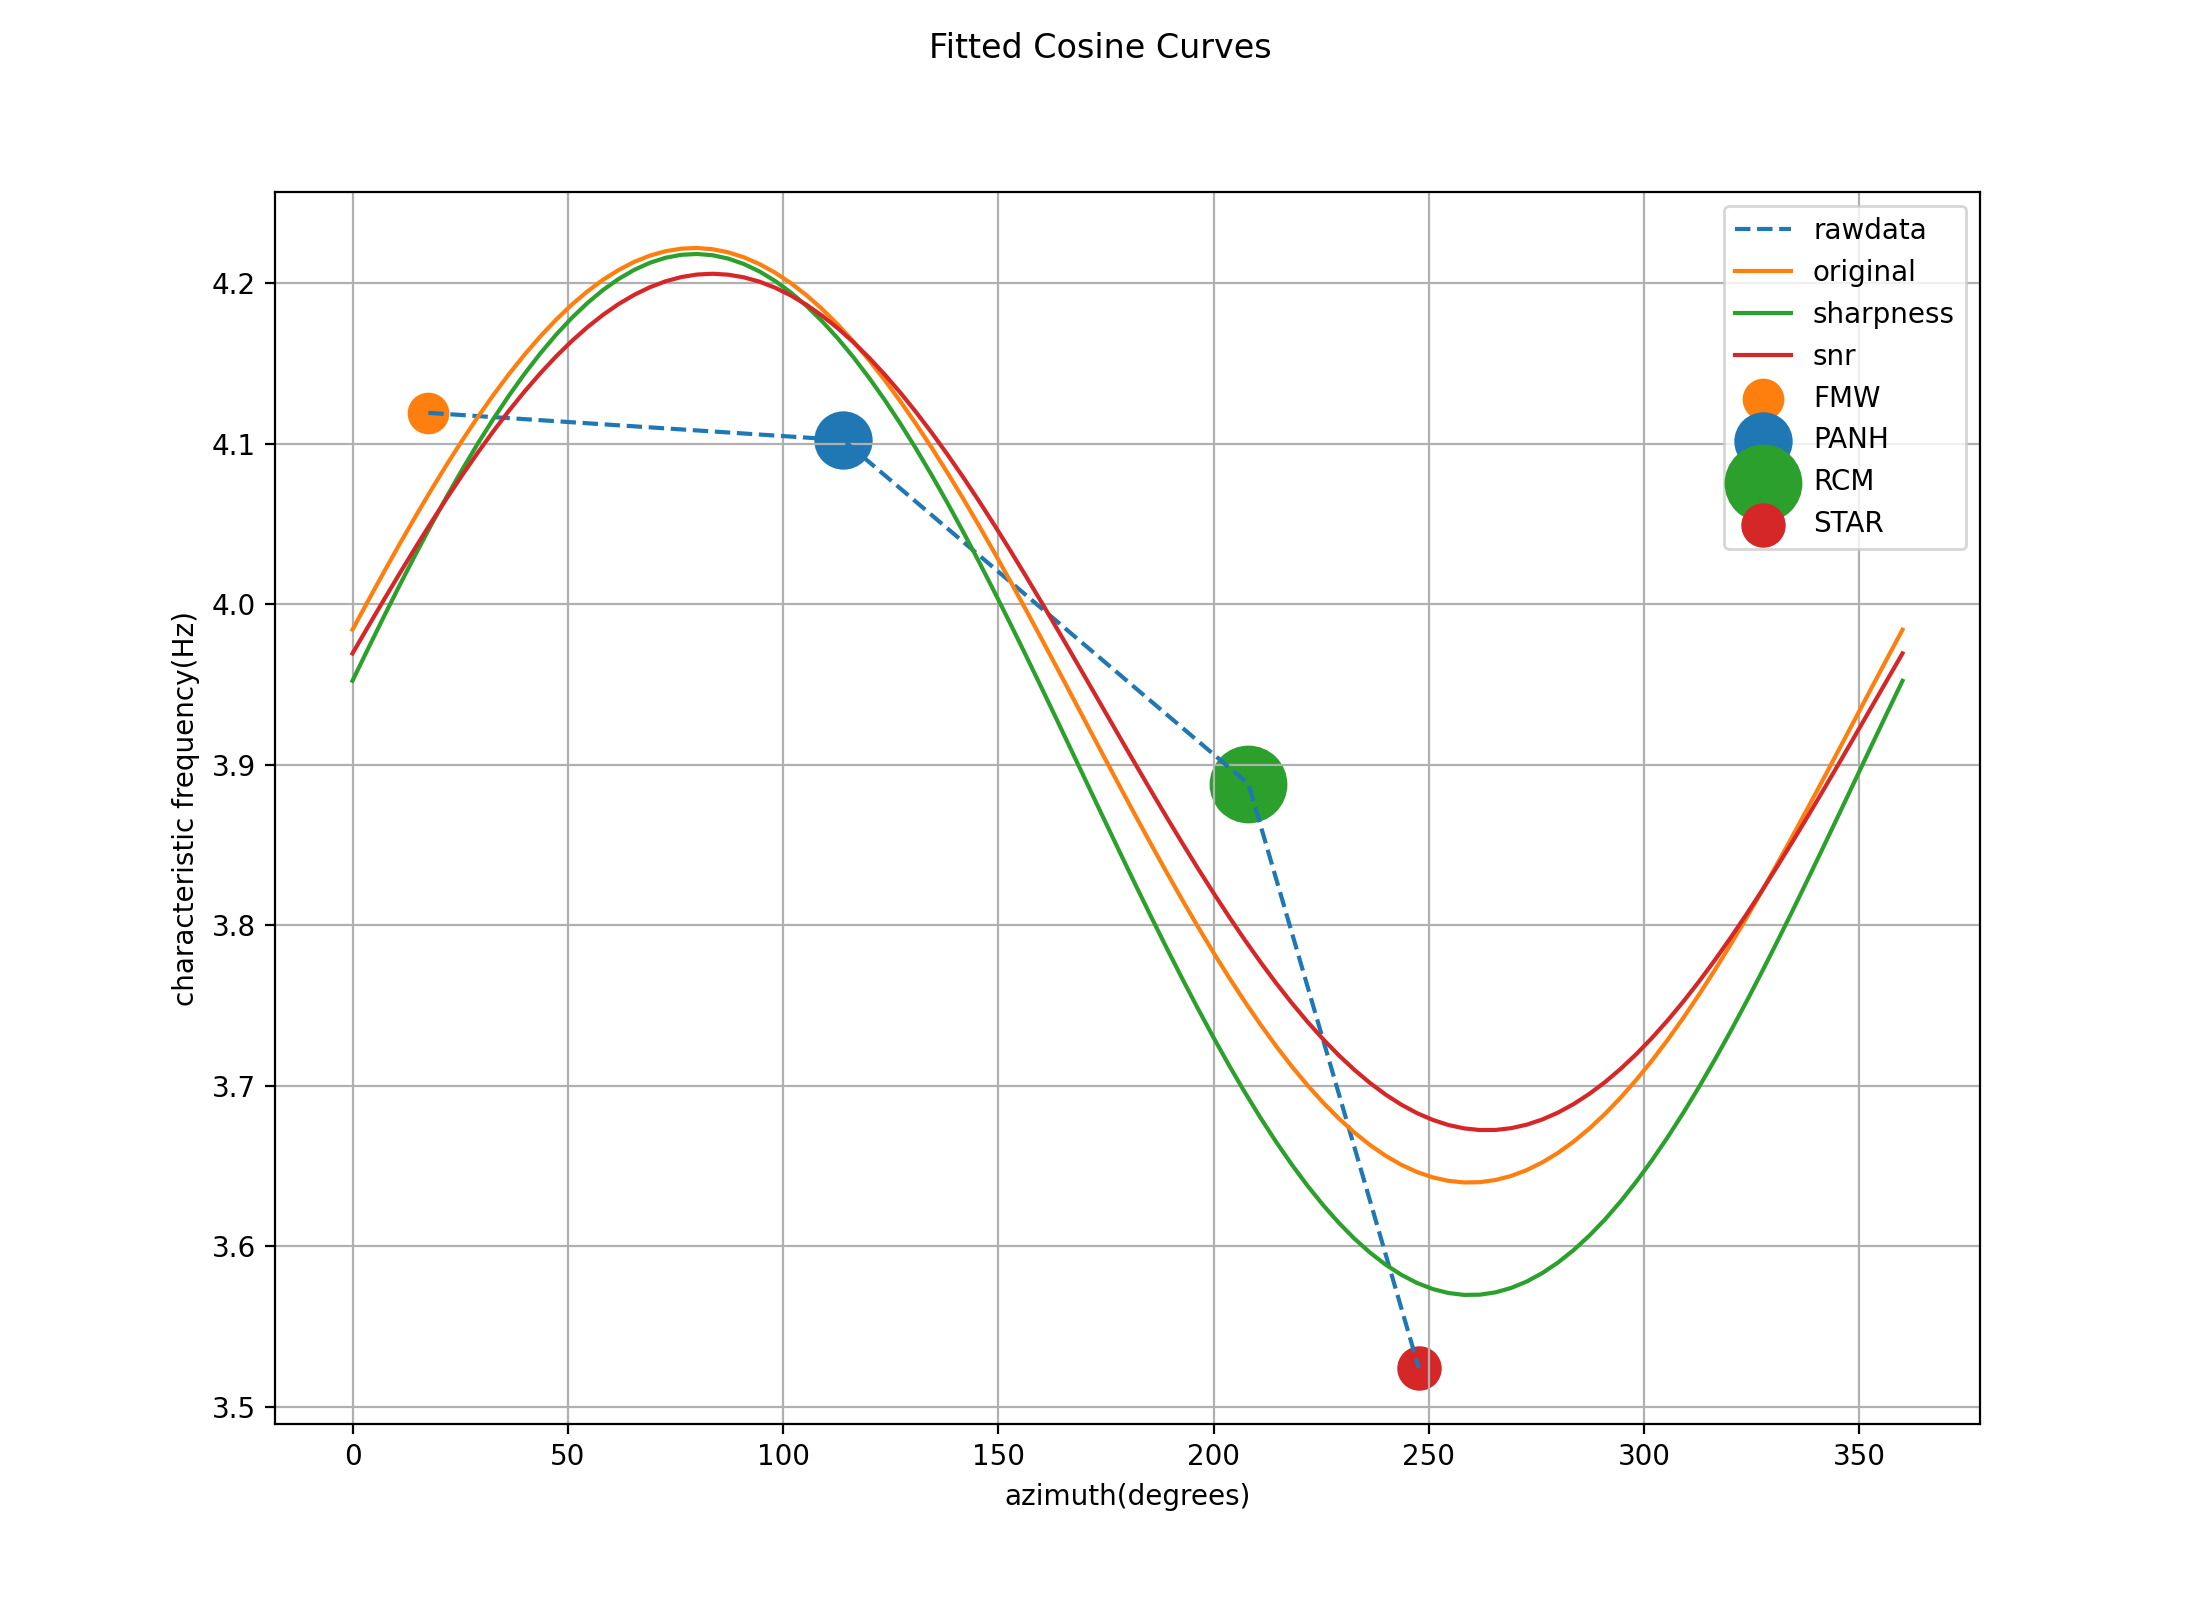 Fitted Cosine Curves
characteristic frequency(Hz)
4.2
4.1
4.0
3.9
3.8
3.7
3.6
3.5
rawdata
original
sharpness
snr
FMW
PANH
RCM
STAR
0 50 100 150 200 250 300 350
azimuth(degrees)